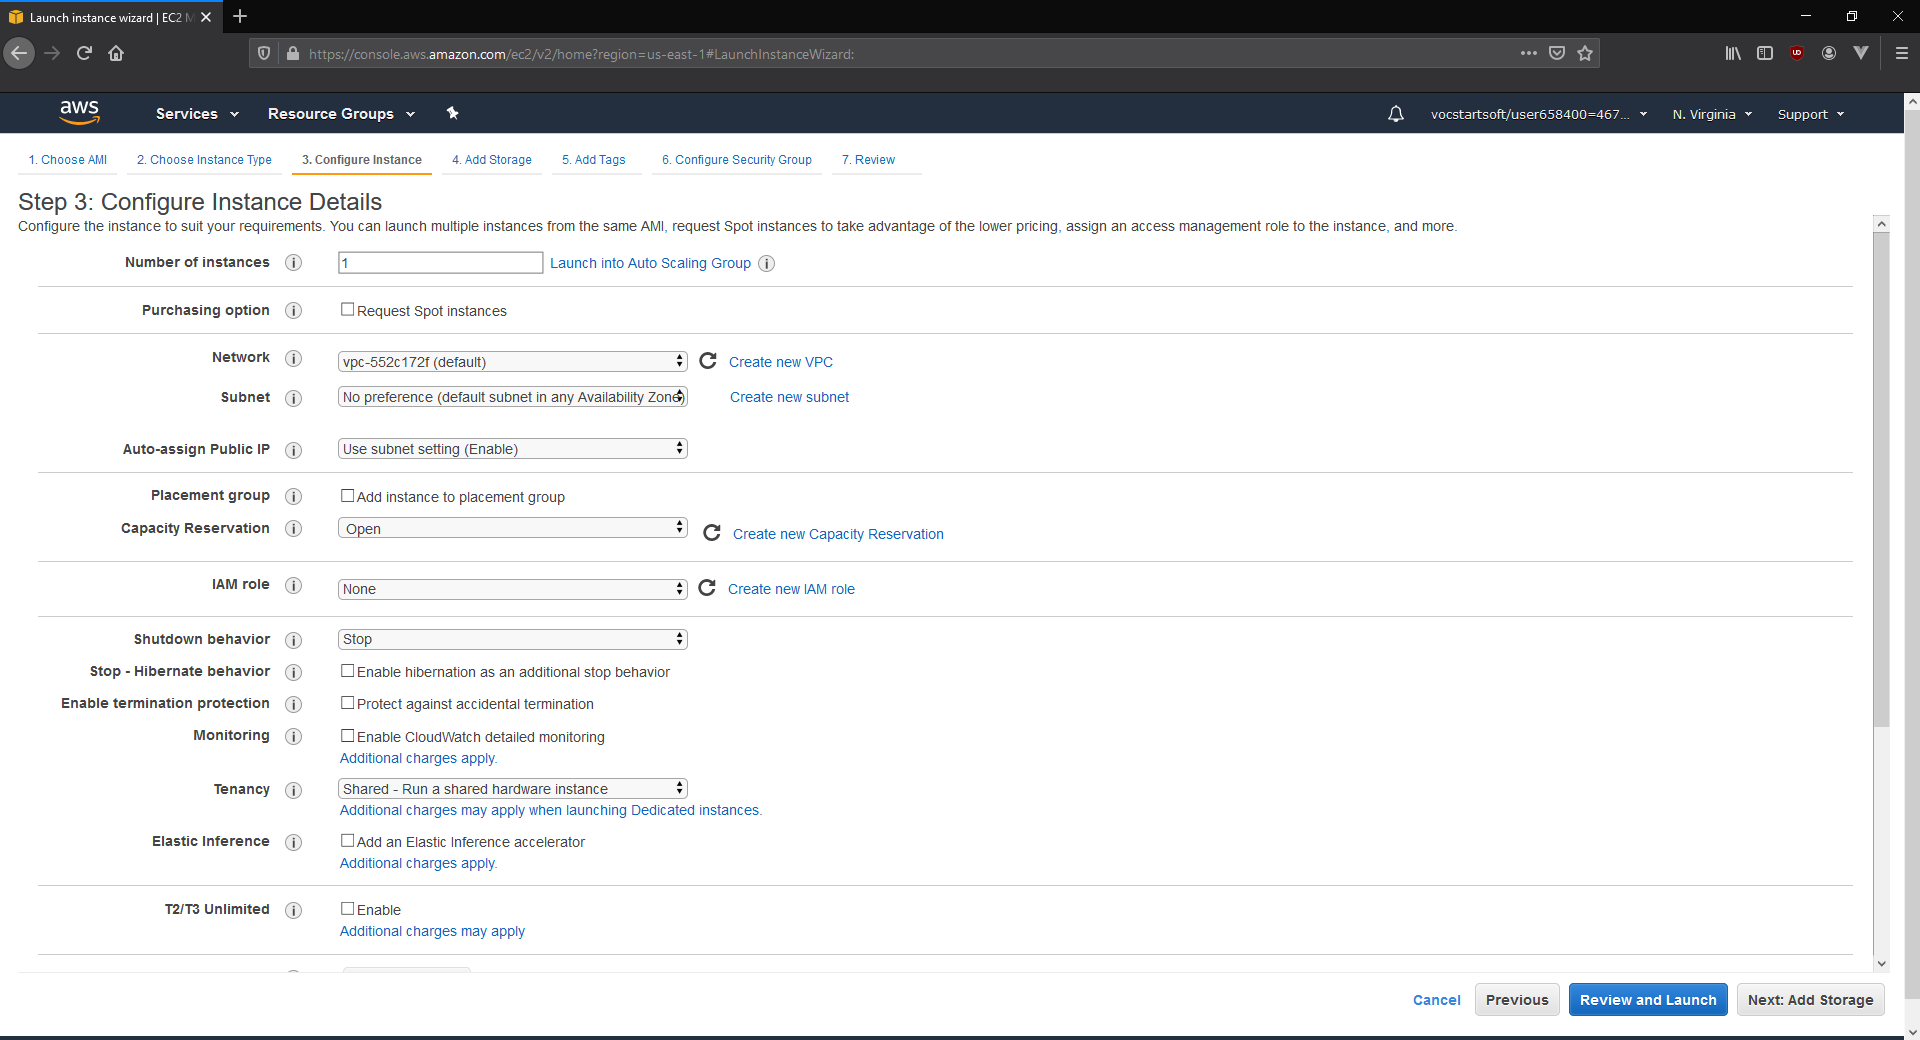 Launch instance wizard | EC2 M
https://console.aws.amazon.com/ec2/v2/home?region=us-east-1#LaunchInstanceWizard:
aws Services Resource Groups vocstartsoft/user658400=467... N. Virginia Support
1. Choose AMI 2. Choose Instance Type 3. Configure Instance 4. Add Storage 5. Add Tags 6. Configure Security Group 7. Review
Step 3: Configure Instance Details
Configure the instance to suit your requirements. You can launch multiple instances from the same AMI, request Spot instances to take advantage of the lower pricing, assign an access management role to the instance, and more.
Number of instances 1 Launch into Auto Scaling Group
Purchasing option Request Spot instances
Network vpc-552c172f (default) Create new VPC
Subnet No preference (default subnet in any Availability Zone) Create new subnet
Auto-assign Public IP Use subnet setting (Enable)
Placement group Add instance to placement group
Capacity Reservation Open Create new Capacity Reservation
IAM role None Create new IAM role
Shutdown behavior Stop
Stop - Hibernate behavior Enable hibernation as an additional stop behavior
Enable termination protection Protect against accidental termination
Monitoring Enable CloudWatch detailed monitoring
Additional charges apply.
Tenancy Shared - Run a shared hardware instance
Additional charges may apply when launching Dedicated instances.
Elastic Inference Add an Elastic Inference accelerator
Additional charges apply.
T2/T3 Unlimited Enable
Additional charges may apply
Cancel Previous Review and Launch Next: Add Storage